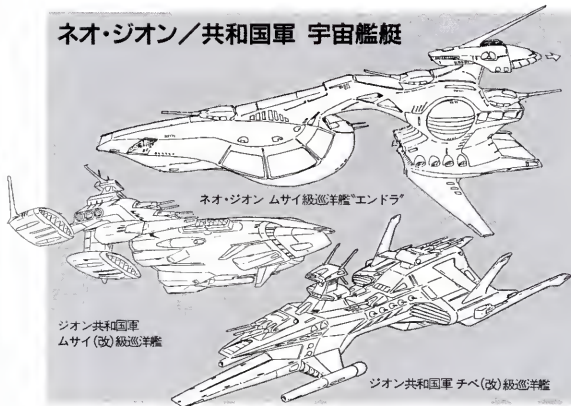 ネオ・ジオン／共和国軍 宇宙艦艇
ネオ・ジオン ムサイ級巡洋艦“エンドラ”
ジオン共和国軍
ムサイ(改)級巡洋艦
ジオン共和国軍 チベ(改)級巡洋艦